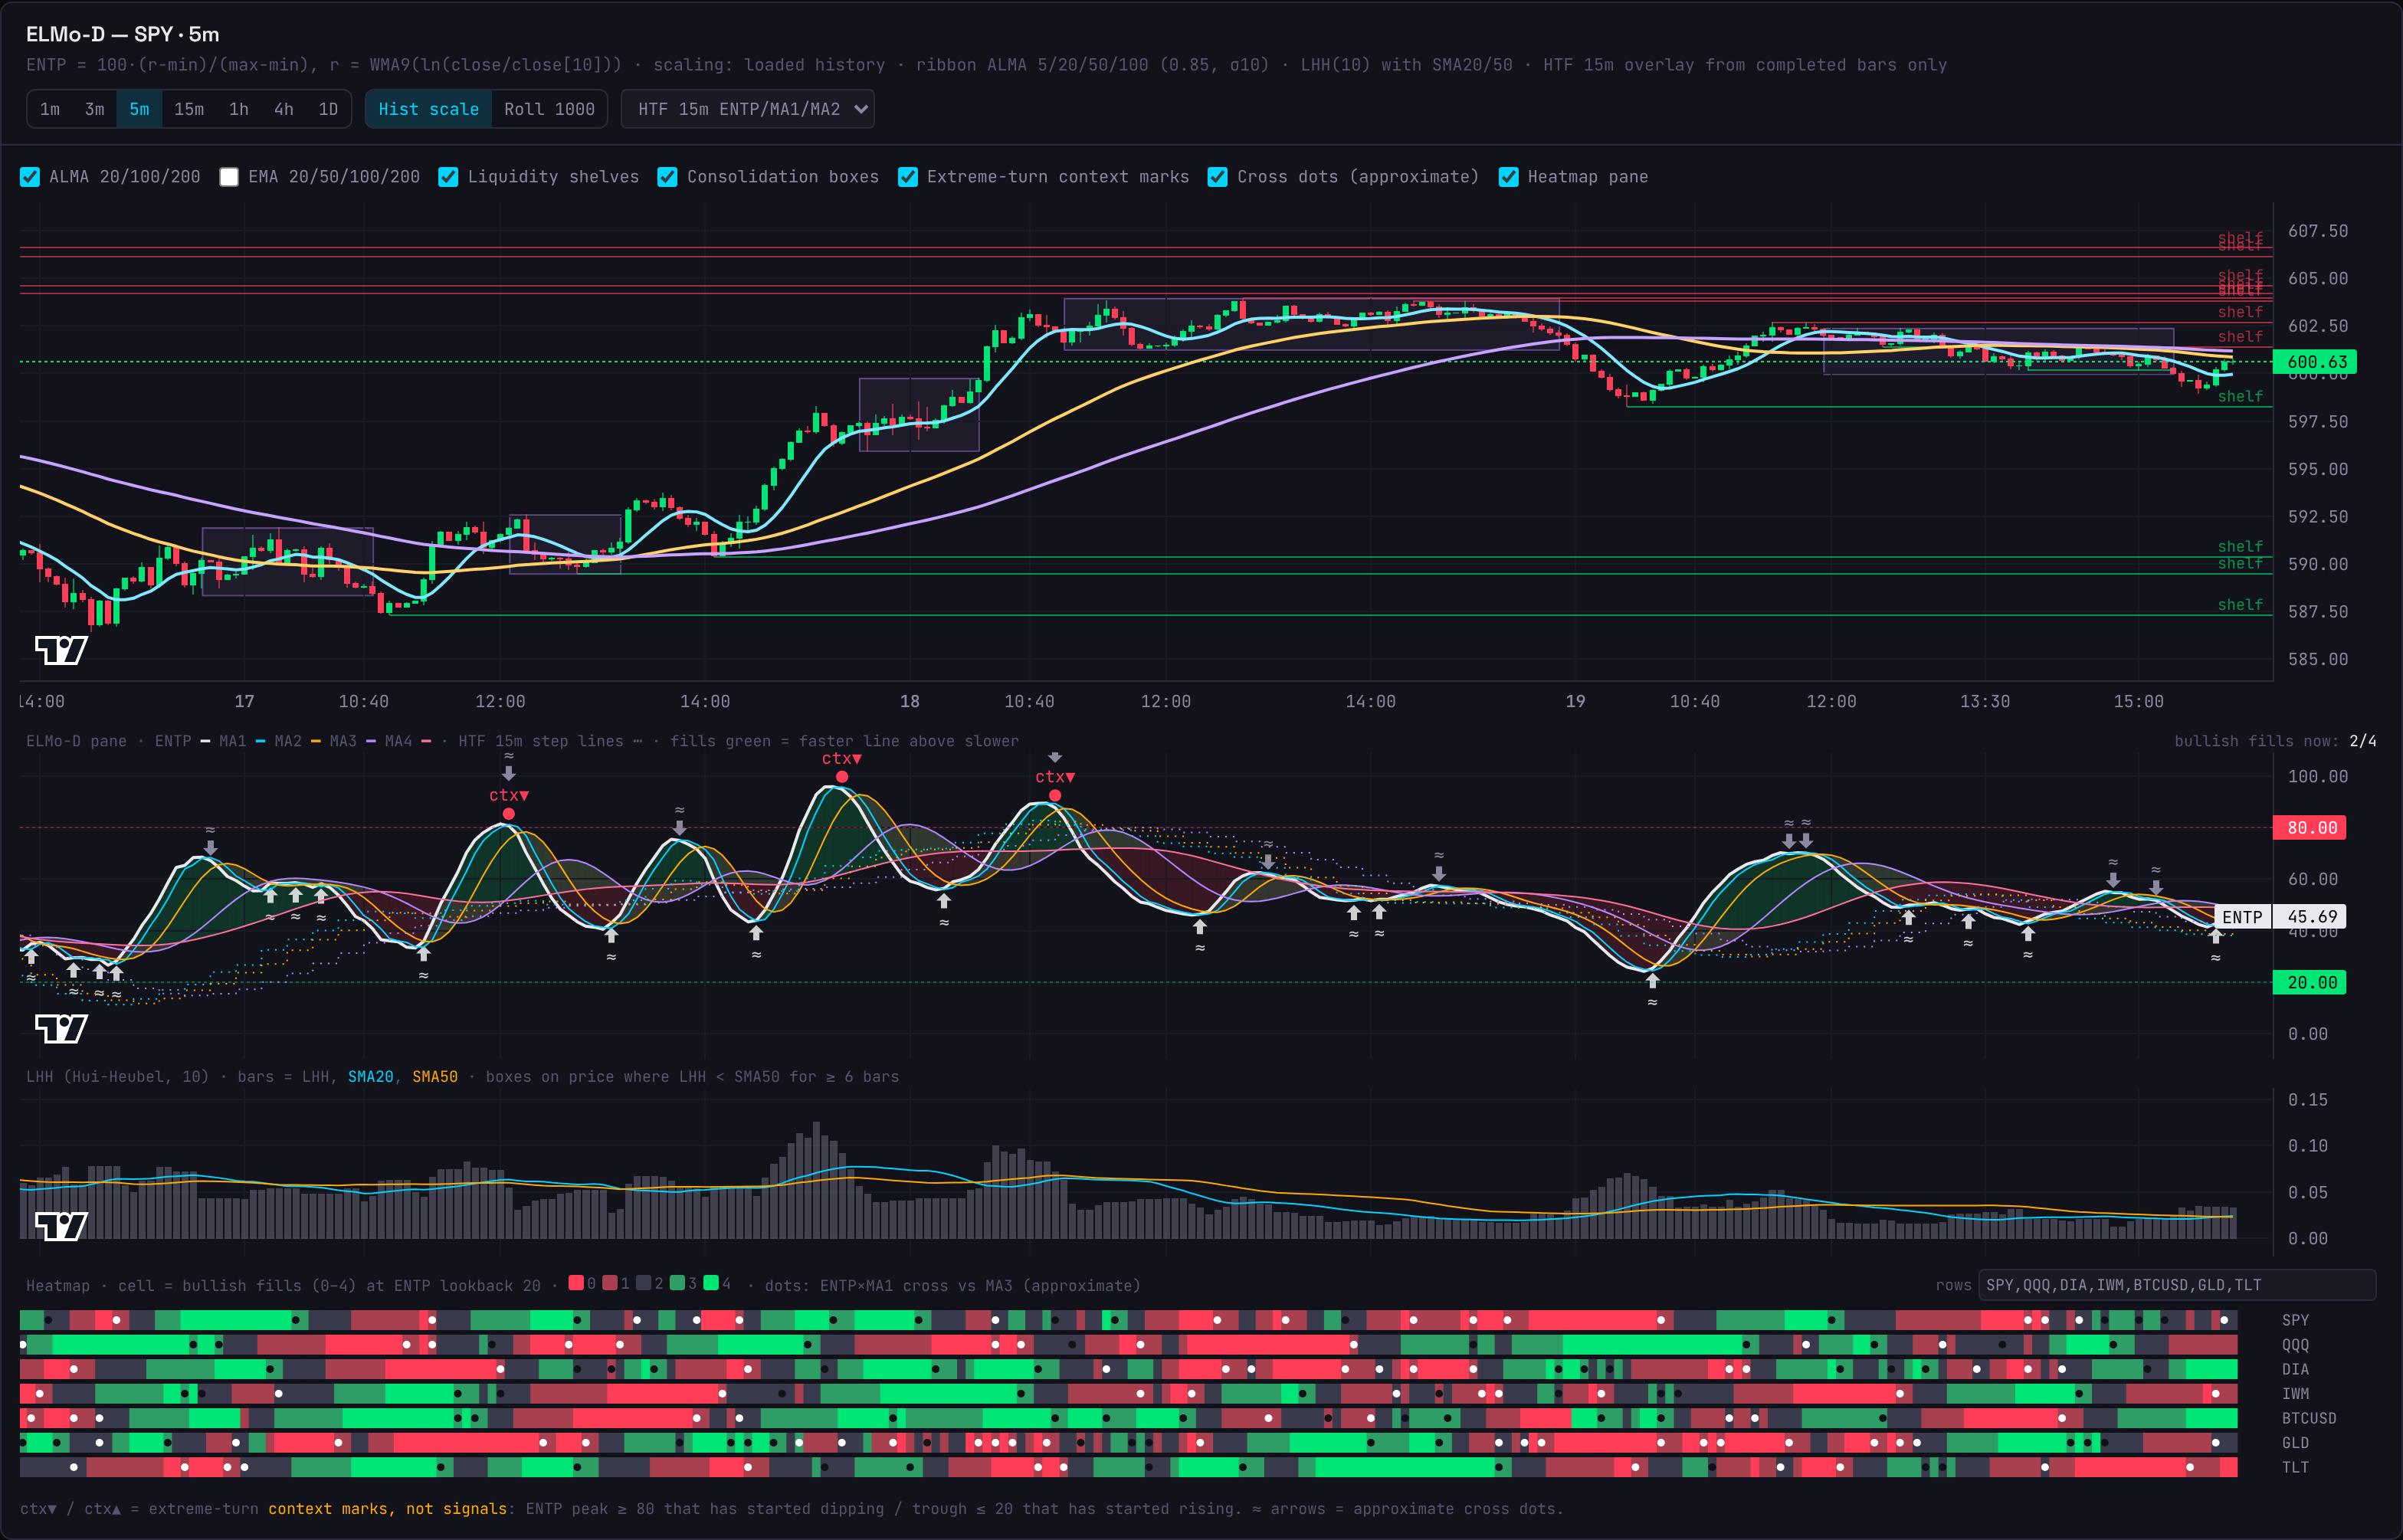 ELMo-D — SPY · 5m
ENTP = 100·(r-min)/(max-min), r = WMA9(ln(close/close[10])) · scaling: loaded history · ribbon ALMA 5/20/50/100 (0.85, σ10) · LHH(10) with SMA20/50 · HTF 15m overlay from completed bars only
1m 3m 5m 15m 1h 4h 1D Hist scale Roll 1000 HTF 15m ENTP/MA1/MA2
ALMA 20/100/200 EMA 20/50/100/200 Liquidity shelves Consolidation boxes Extreme-turn context marks Cross dots (approximate) Heatmap pane
607.50
shelf
shelf
605.00
shelf
shelf
shelf
shelf
602.50
shelf
600.63
600.00
shelf
597.50
595.00
592.50
shelf
590.00
shelf
shelf
587.50
585.00
14:00 17 10:40 12:00 14:00 18 10:40 12:00 14:00 19 10:40 12:00 13:30 15:00
ELMo-D pane · ENTP MA1 MA2 MA3 MA4 · HTF 15m step lines ┅ · fills green = faster line above slower
bullish fills now: 2/4
ctx▼
ctx▼
ctx▼
100.00
80.00
60.00
ENTP 45.69
40.00
20.00
0.00
LHH (Hui-Heubel, 10) · bars = LHH, SMA20, SMA50 · boxes on price where LHH < SMA50 for ≥ 6 bars
0.15
0.10
0.05
0.00
Heatmap · cell = bullish fills (0–4) at ENTP lookback 20 · 0 1 2 3 4 · dots: ENTP×MA1 cross vs MA3 (approximate)
rows SPY,QQQ,DIA,IWM,BTCUSD,GLD,TLT
SPY
QQQ
DIA
IWM
BTCUSD
GLD
TLT
ctx▼ / ctx▲ = extreme-turn context marks, not signals: ENTP peak ≥ 80 that has started dipping / trough ≤ 20 that has started rising. ≈ arrows = approximate cross dots.